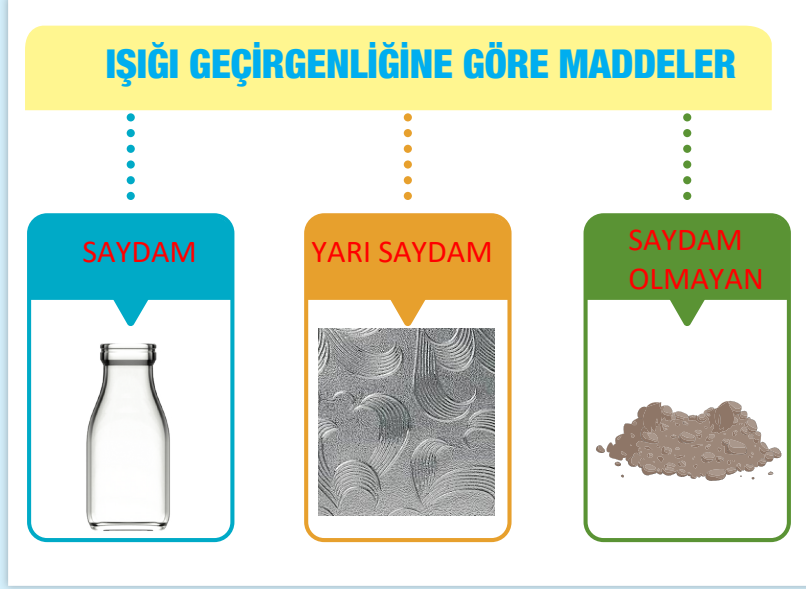 IŞIĞI GEÇİRGENLİĞİNE GÖRE MADDELER
SAYDAM
YARI SAYDAM
SAYDAM
OLMAYAN